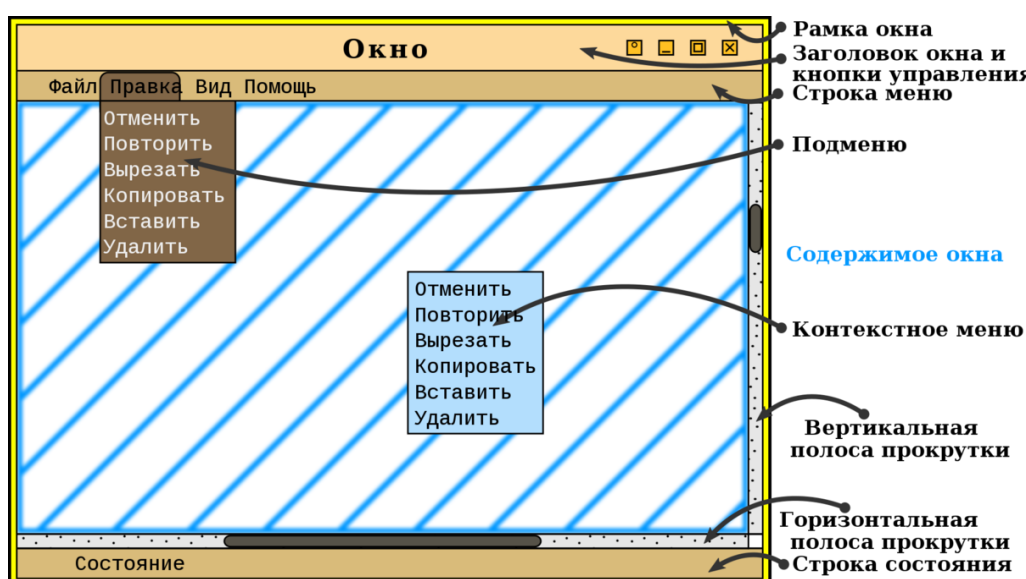 Окно
Файл Правка Вид Помощь
Отменить
Повторить
Вырезать
Копировать
Вставить
Удалить
Отменить
Повторить
Вырезать
Копировать
Вставить
Удалить
Состояние
Рамка окна
Заголовок окна и
кнопки управления
Строка меню
Подменю
Содержимое окна
Контекстное меню
Вертикальная
полоса прокрутки
Горизонтальная
полоса прокрутки
Строка состояния